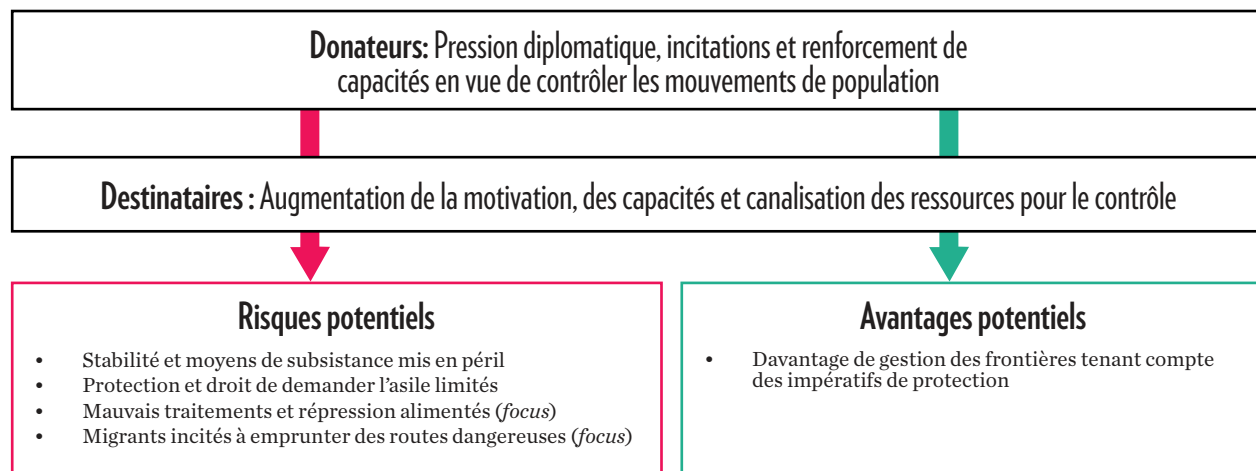 Donateurs: Pression diplomatique, incitations et renforcement de
capacités en vue de contrôler les mouvements de population
Destinataires : Augmentation de la motivation, des capacités et canalisation des ressources pour le contrôle
Risques potentiels
• Stabilité et moyens de subsistance mis en péril
• Protection et droit de demander l'asile limités
• Mauvais traitements et répression alimentés (focus)
• Migrants incités à emprunter des routes dangereuses (focus)
Avantages potentiels
• Davantage de gestion des frontières tenant compte
des impératifs de protection